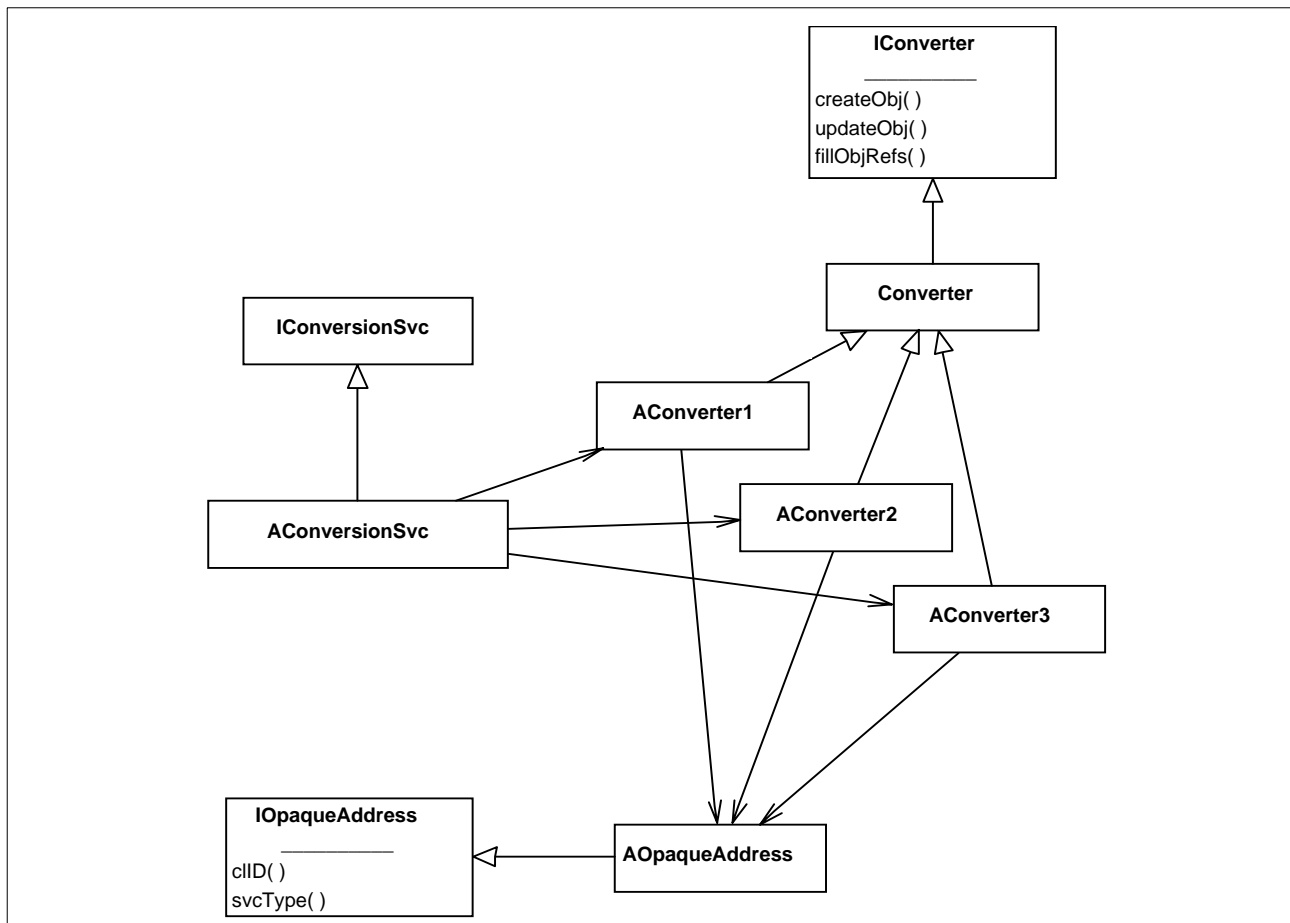 IConverter
createObj( )
updateObj( )
fillObjRefs( )
Converter
IConversionSvc
AConverter1
AConversionSvc
AConverter2
AConverter3
IOpaqueAddress
clID( )
svcType( )
AOpaqueAddress